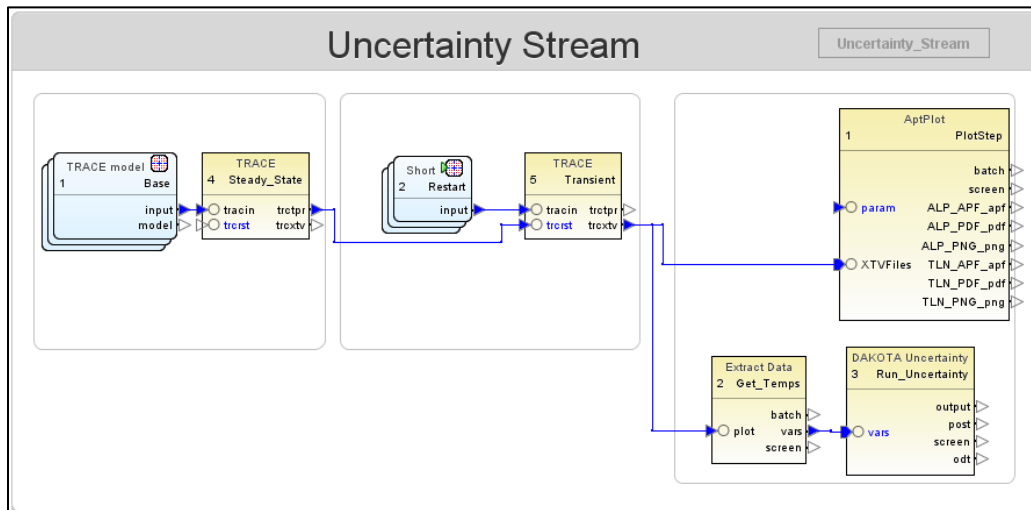 Uncertainty Stream
Uncertainty_Stream
TRACE model
1 Base
input
model
TRACE
4 Steady_State
tracin trctpr
trcrst trcxtv
Short
2 Restart
input
TRACE
5 Transient
tracin trctpr
trcrst trcxtv
AptPlot
1 PlotStep
batch
screen
param ALP_APF_apf
ALP_PDF_pdf
ALP_PNG_png
XTVFiles TLN_APF_apf
TLN_PDF_pdf
TLN_PNG_png
Extract Data
2 Get_Temps
batch
plot vars
screen
DAKOTA Uncertainty
3 Run_Uncertainty
output
vars post
screen
odt